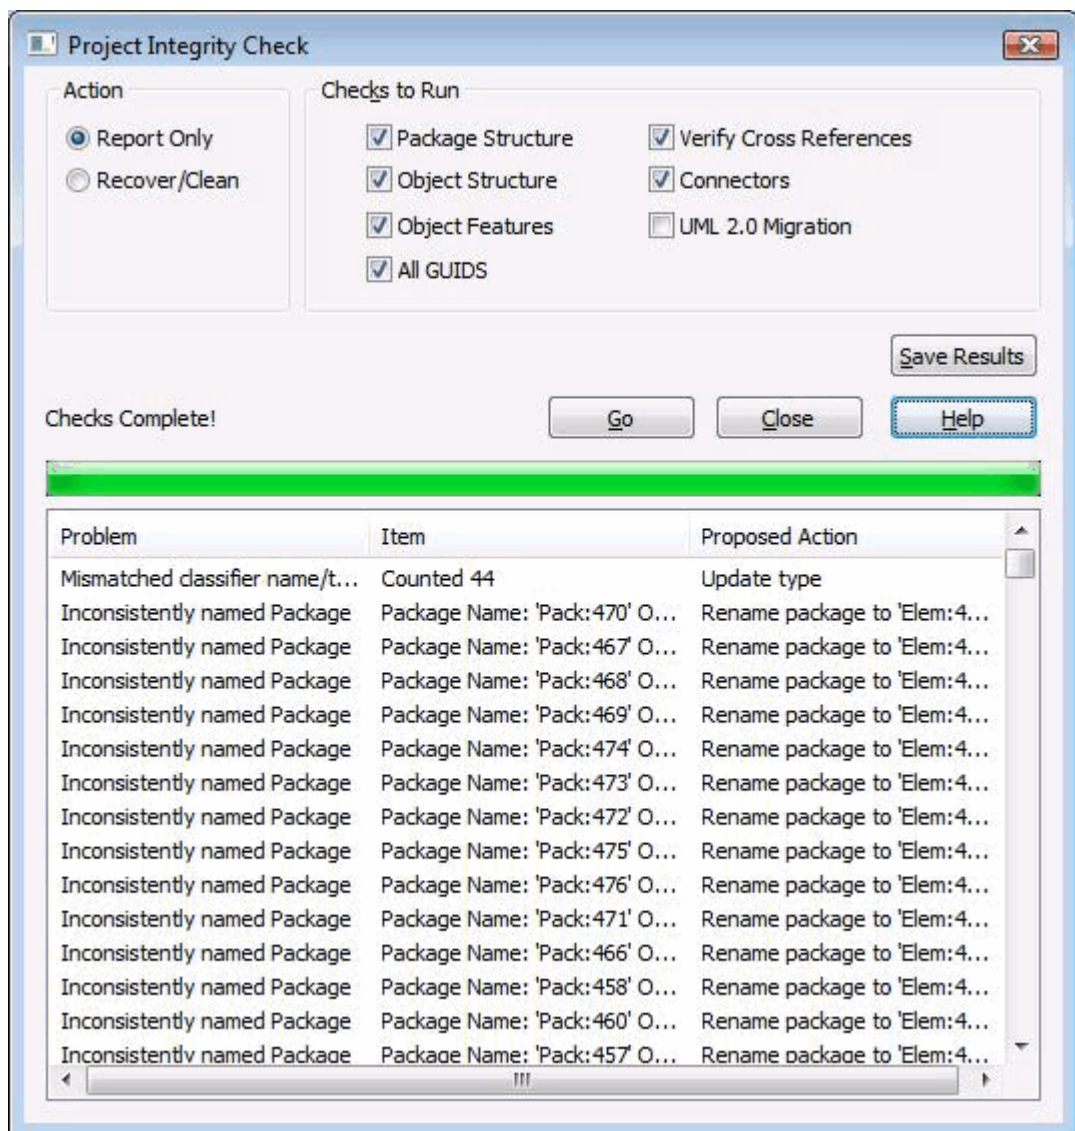 Project Integrity Check
Action
Checks to Run
Report Only
Package Structure
Verify Cross References
Recover/Clean
Object Structure
Connectors
Object Features
UML 2.0 Migration
All GUIDS
Save Results
Checks Complete!
Go
Close
Help
Problem Item Proposed Action
Mismatched classifier name/t... Counted 44 Update type
Inconsistently named Package Package Name: 'Pack:470' O... Rename package to 'Elem:4...
Inconsistently named Package Package Name: 'Pack:467' O... Rename package to 'Elem:4...
Inconsistently named Package Package Name: 'Pack:468' O... Rename package to 'Elem:4...
Inconsistently named Package Package Name: 'Pack:469' O... Rename package to 'Elem:4...
Inconsistently named Package Package Name: 'Pack:474' O... Rename package to 'Elem:4...
Inconsistently named Package Package Name: 'Pack:473' O... Rename package to 'Elem:4...
Inconsistently named Package Package Name: 'Pack:472' O... Rename package to 'Elem:4...
Inconsistently named Package Package Name: 'Pack:475' O... Rename package to 'Elem:4...
Inconsistently named Package Package Name: 'Pack:476' O... Rename package to 'Elem:4...
Inconsistently named Package Package Name: 'Pack:471' O... Rename package to 'Elem:4...
Inconsistently named Package Package Name: 'Pack:466' O... Rename package to 'Elem:4...
Inconsistently named Package Package Name: 'Pack:458' O... Rename package to 'Elem:4...
Inconsistently named Package Package Name: 'Pack:460' O... Rename package to 'Elem:4...
Inconsistently named Package Package Name: 'Pack:457' O... Rename package to 'Elem:4...